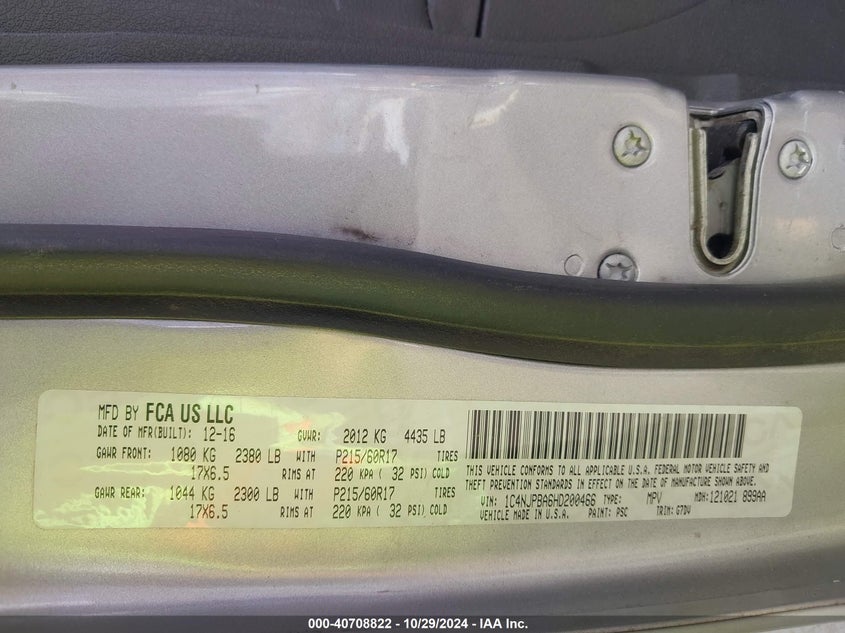 MFD BY FCA US LLC
DATE OF MFR(BUILT): 12-16 GVWR: 2012 KG 4435 LB
GAWR FRONT: 1080 KG 2380 LB WITH P215/60R17 TIRES
17X6.5 RIMS AT 220 KPA ( 32 PSI) COLD
GAWR REAR: 1044 KG 2300 LB WITH P215/60R17 TIRES
17X6.5 RIMS AT 220 KPA ( 32 PSI) COLD
THIS VEHICLE CONFORMS TO ALL APPLICABLE U.S.A. FEDERAL MOTOR VEHICLE SAFETY AND
THEFT PREVENTION STANDARDS IN EFFECT ON THE DATE OF MANUFACTURE SHOWN ABOVE.
VIN: 1C4NJPBA6HD200466 TYPE: MPV MDH:121021 899AA
VEHICLE MADE IN U.S.A. PAINT: PSC TRIM: G7DV
000-40708822 - 10/29/2024 - IAA Inc.